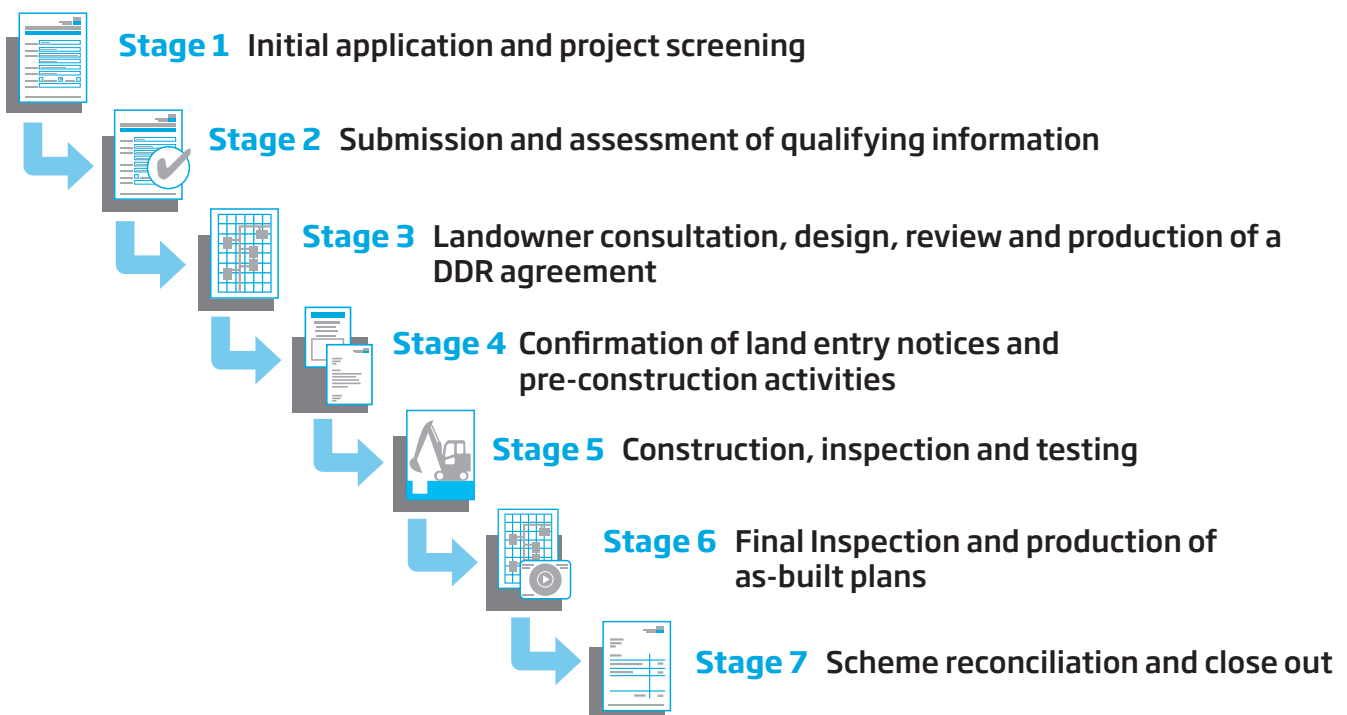 Stage 1 Initial application and project screening
Stage 2 Submission and assessment of qualifying information
Stage 3 Landowner consultation, design, review and production of a
DDR agreement
Stage 4 Confirmation of land entry notices and
pre-construction activities
Stage 5 Construction, inspection and testing
Stage 6 Final Inspection and production of
as-built plans
Stage 7 Scheme reconciliation and close out